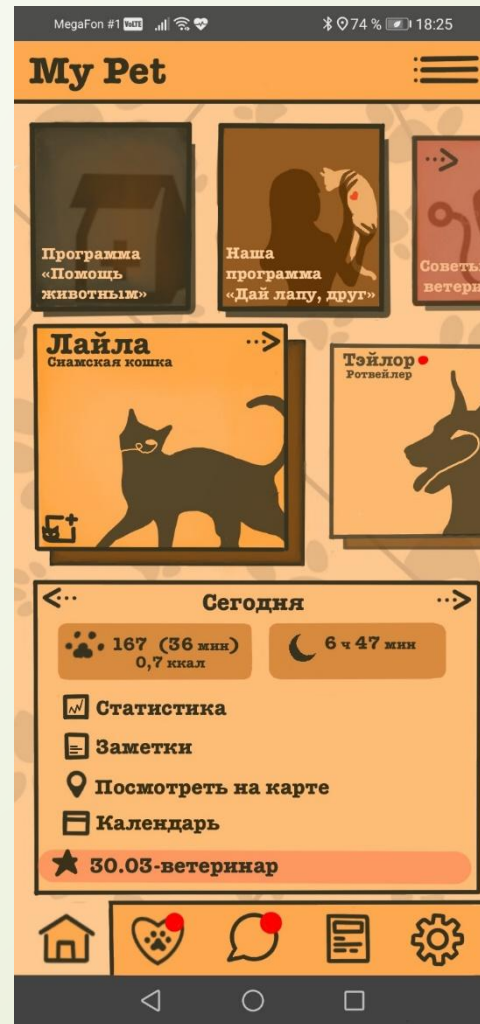 MegaFon #1 VoLTE 74 % 18:25
My Pet
Программа
«Помощь
животным»
Наша
программа
«Дай лапу, друг»
Советы
Лайла
Сиамская кошка
Тэйлор
Ротвейлер
Сегодня
167 (36 мин)
0,7 ккал
6 ч 47 мин
Статистика
Заметки
Посмотреть на карте
Календарь
30.03-ветеринар